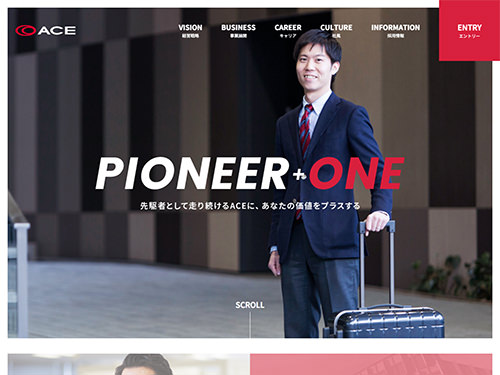 ACE
VISION
経営戦略
BUSINESS
事業展開
CAREER
キャリア
CULTURE
社風
INFORMATION
採用情報
ENTRY
エントリー
PIONEER+ONE
先駆者として走り続けるACEに、あなたの価値をプラスする
SCROLL